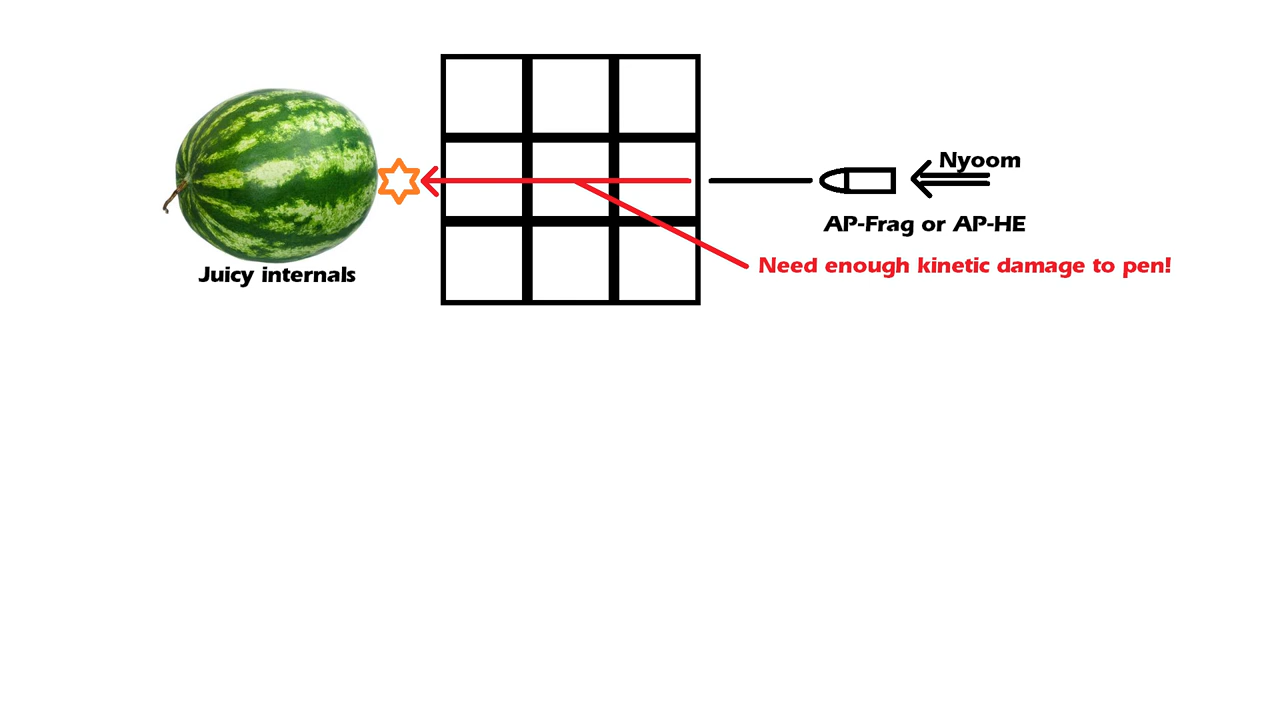 Nyoom
AP-Frag or AP-HE
Need enough kinetic damage to pen!
Juicy internals